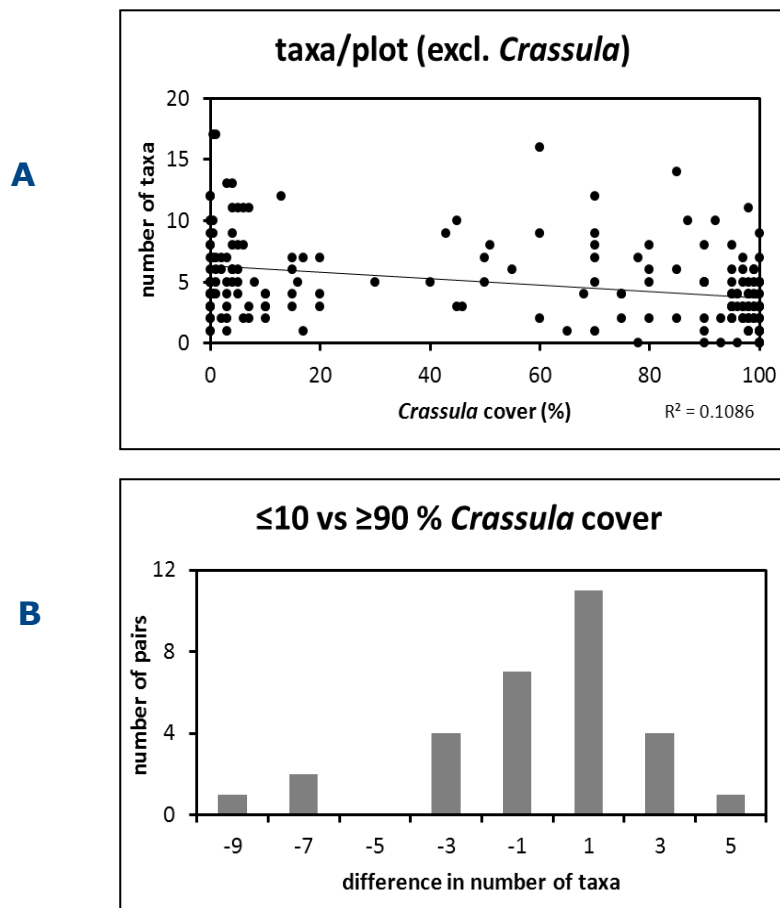 taxa/plot (excl. Crassula)
A
number of taxa
20
15
10
5
0
0 20 40 60 80 100
Crassula cover (%)
R² = 0.1086
≤10 vs ≥90 % Crassula cover
B
number of pairs
12
8
4
0
-9 -7 -5 -3 -1 1 3 5
difference in number of taxa